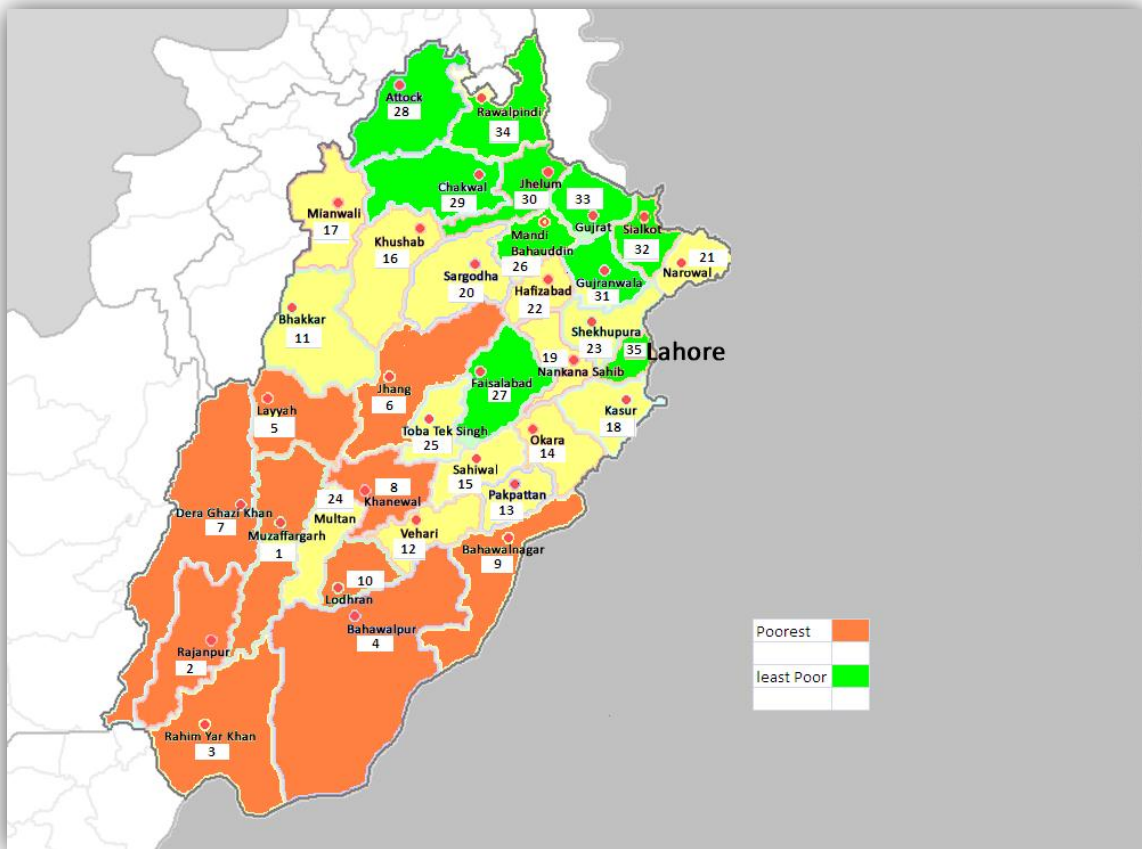 Attock
28
Rawalpindi
34
Chakwal
29
Jhelum
30
33
Gujrat
Sialkot
32
Mianwali
17
Khushab
16
Mandi
Bahauddin
26
21
Narowal
Sargodha
20
Gujranwala
31
Hafizabad
22
Bhakkar
11
Shekhupura
23
35
Lahore
19
Nankana Sahib
Faisalabad
27
Jhang
6
Layyah
5
Kasur
18
Toba Tek Singh
25
Okara
14
Sahiwal
15
8
Khanewal
24
Multan
Pakpattan
13
Dera Ghazi Khan
7
Muzaffargarh
1
Vehari
12
Bahawalnagar
9
10
Lodhran
Bahawalpur
4
Rajanpur
2
Rahim Yar Khan
3
Poorest
least Poor